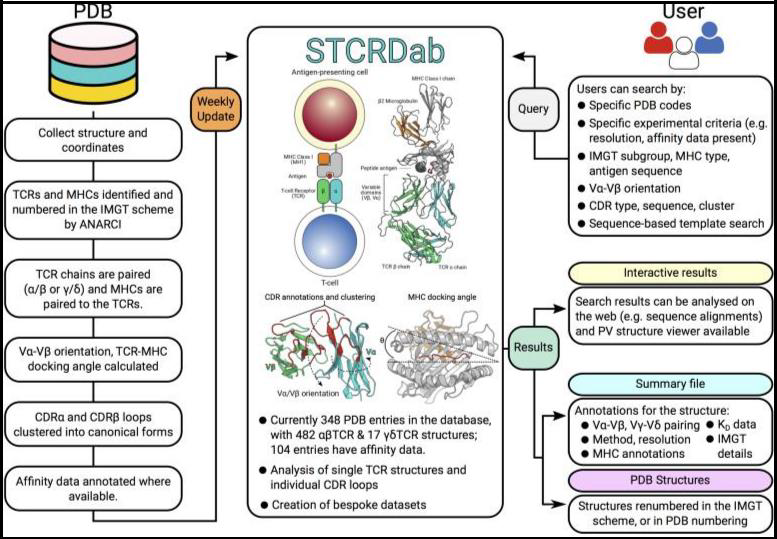 PDB
Collect structure and
coordinates
TCRs and MHCs identified and
numbered in the IMGT scheme
by ANARCI
TCR chains are paired
(α/β or γ/δ) and MHCs are
paired to the TCRs.
Vα-Vβ orientation, TCR-MHC
docking angle calculated
CDRα and CDRβ loops
clustered into canonical forms
Affinity data annotated where
available.
Weekly
Update
STCRDab
Antigen-presenting cell
MHC Class I chain
β2 Microglobulin
MHC Class I
(MH1)
Antigen
T-cell Receptor
(TCR)
β α
Peptide antigen
Variable
domains
(Vβ, Vα)
TCR β chain
TCR α chain
T-cell
CDR annotations and clustering
MHC docking angle
Vβ
Vα
θ
Vα/Vβ orientation
● Currently 348 PDB entries in the database,
with 482 αβTCR & 17 γδTCR structures;
104 entries have affinity data.
● Analysis of single TCR structures and
individual CDR loops
● Creation of bespoke datasets
User
Query
Users can search by:
● Specific PDB codes
● Specific experimental criteria (e.g.
resolution, affinity data present)
● IMGT subgroup, MHC type,
antigen sequence
● Vα-Vβ orientation
● CDR type, sequence, cluster
● Sequence-based template search
Results
Interactive results
Search results can be analysed on
the web (e.g. sequence alignments)
and PV structure viewer available
Summary file
Annotations for the structure:
● Vα-Vβ, Vγ-Vδ pairing ● K_D data
● Method, resolution ● IMGT
● MHC annotations details
PDB Structures
Structures renumbered in the IMGT
scheme, or in PDB numbering